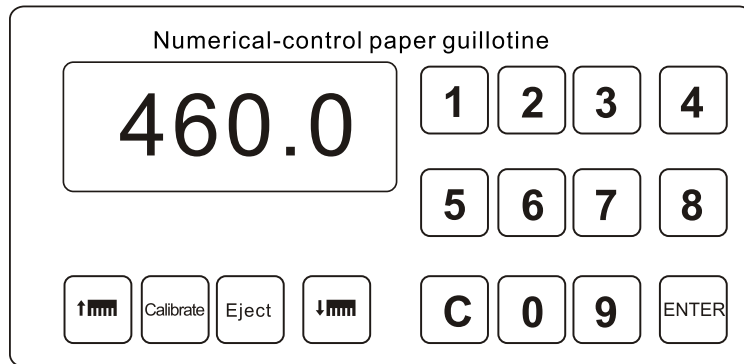 Numerical-control paper guillotine
460.0
1 2 3 4
5 6 7 8
Calibrate Eject
C 0 9 ENTER